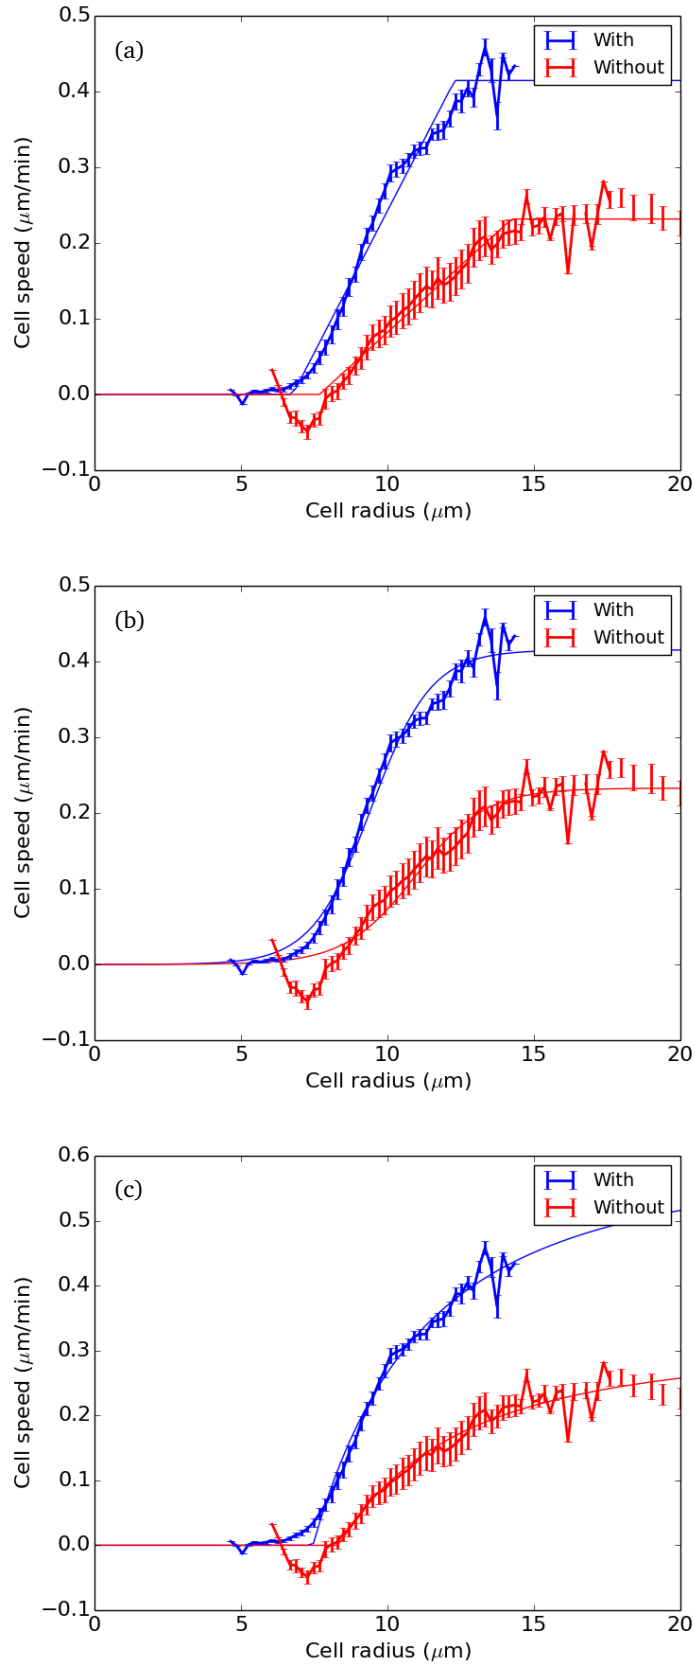 (a)
With
Without
0.5
0.4
0.3
0.2
0.1
0.0
−0.1
Cell speed (μm/min)
0
5
10
15
20
Cell radius (μm)
(b)
With
Without
0.5
0.4
0.3
0.2
0.1
0.0
−0.1
Cell speed (μm/min)
0
5
10
15
20
Cell radius (μm)
(c)
With
Without
0.6
0.5
0.4
0.3
0.2
0.1
0.0
−0.1
Cell speed (μm/min)
0
5
10
15
20
Cell radius (μm)